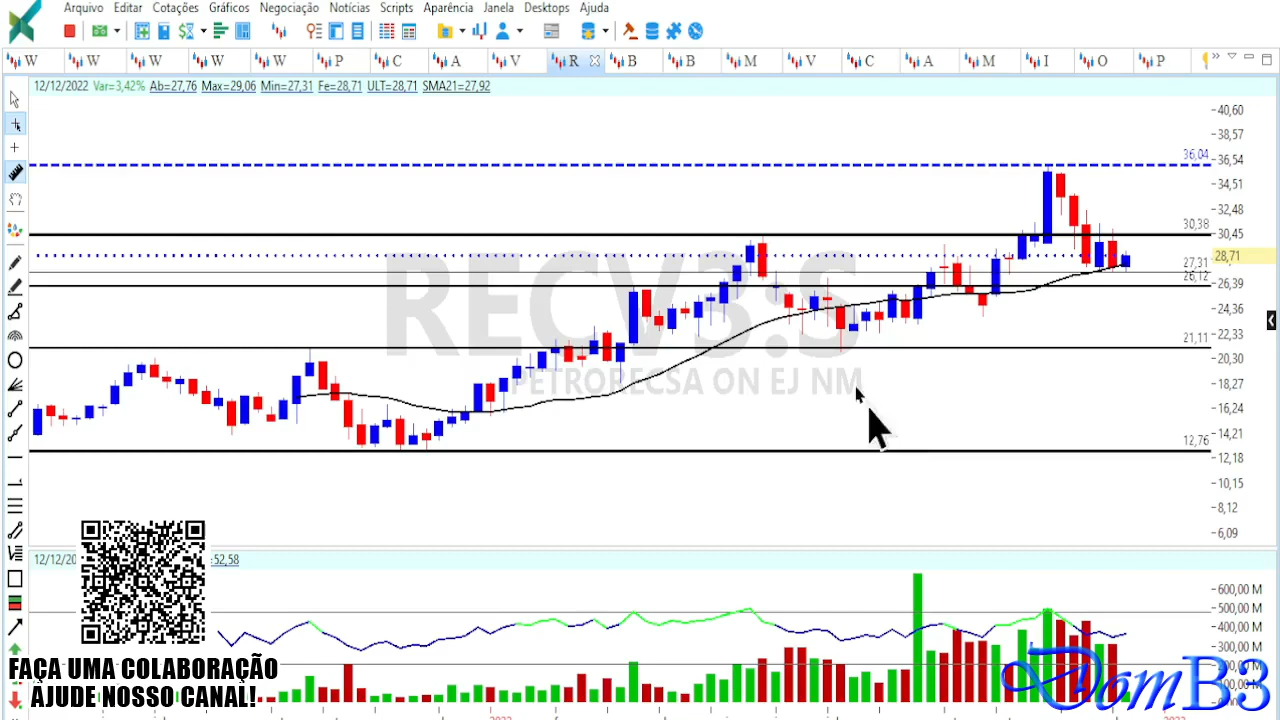 Arquivo Editar Cotações Gráficos Negociação Notícias Scripts Aparência Janela Desktops Ajuda
W W W W W P C A V R B B M V C A M I O P
12/12/2022 Var=3,42% Ab=27,76 Max=29,06 Min=27,31 Fe=28,71 ULT=28,71 SMA21=27,92
40,60
38,57
36,04
36,54
34,51
32,48
30,38
30,45
28,71
27,31
26,12
26,39
24,36
22,33
21,11
20,30
18,27
16,24
14,21
12,76
12,18
10,15
8,12
6,09
RECV3:S
PETRORECSA ON EJ NM
=52,58
600,00 M
500,00 M
400,00 M
300,00 M
FAÇA UMA COLABORAÇÃO
AJUDE NOSSO CANAL!
DomB3